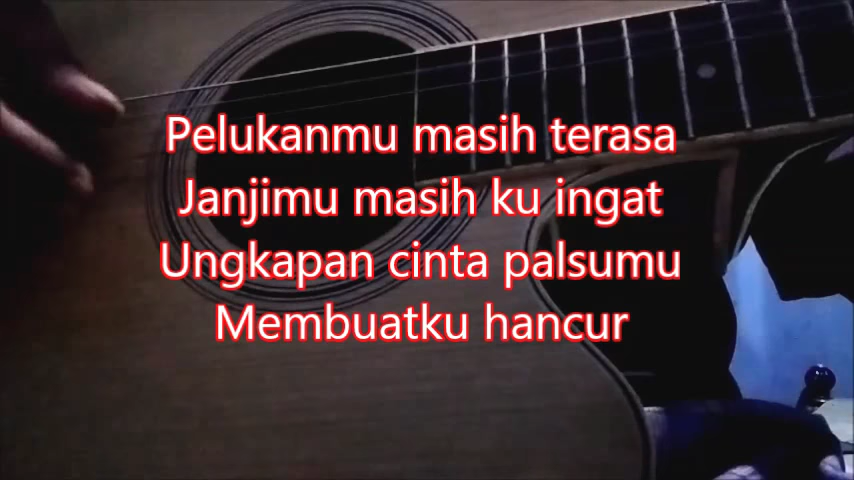 Pelukanmu masih terasa
Janjimu masih ku ingat
Ungkapan cinta palsumu
Membuatku hancur